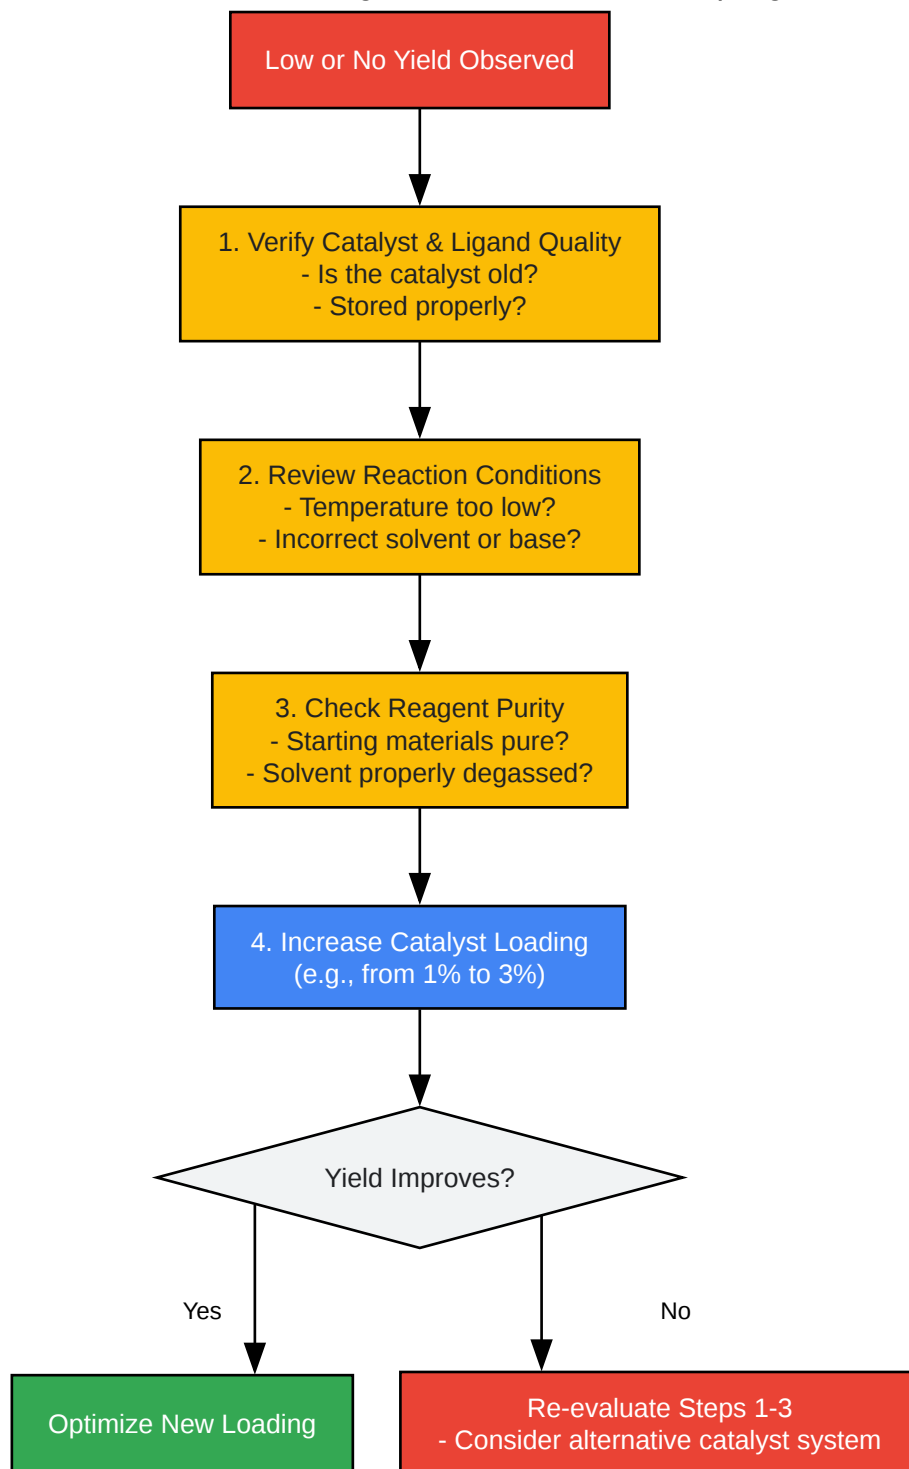 Low or No Yield Observed
1. Verify Catalyst & Ligand Quality
- Is the catalyst old?
- Stored properly?
2. Review Reaction Conditions
- Temperature too low?
- Incorrect solvent or base?
3. Check Reagent Purity
- Starting materials pure?
- Solvent properly degassed?
4. Increase Catalyst Loading
(e.g., from 1% to 3%)
Yield Improves?
Yes
No
Optimize New Loading
Re-evaluate Steps 1-3
- Consider alternative catalyst system